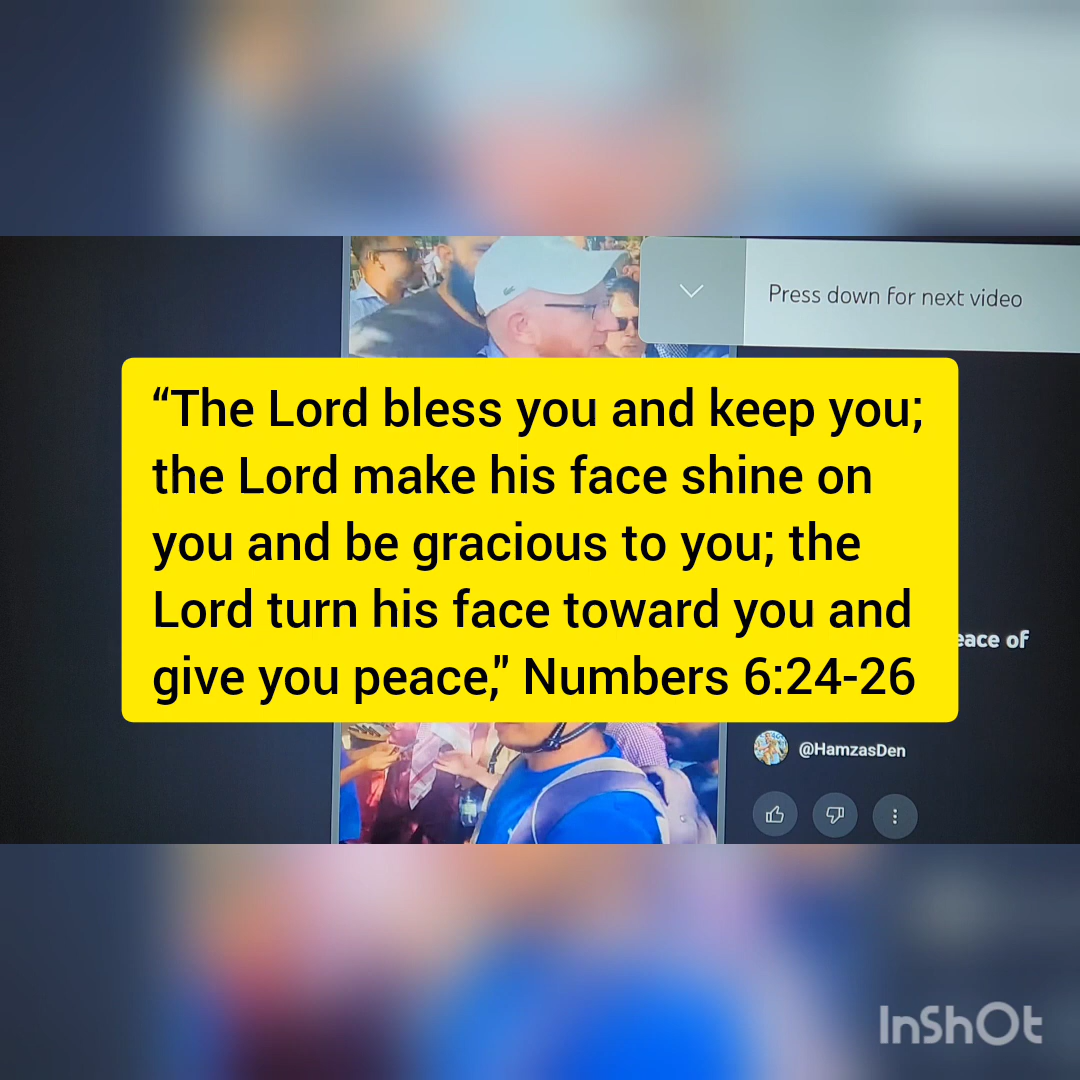 Press down for next video
“The Lord bless you and keep you;
the Lord make his face shine on
you and be gracious to you; the
Lord turn his face toward you and
give you peace,” Numbers 6:24-26
of
@HamzasDen
InShOt